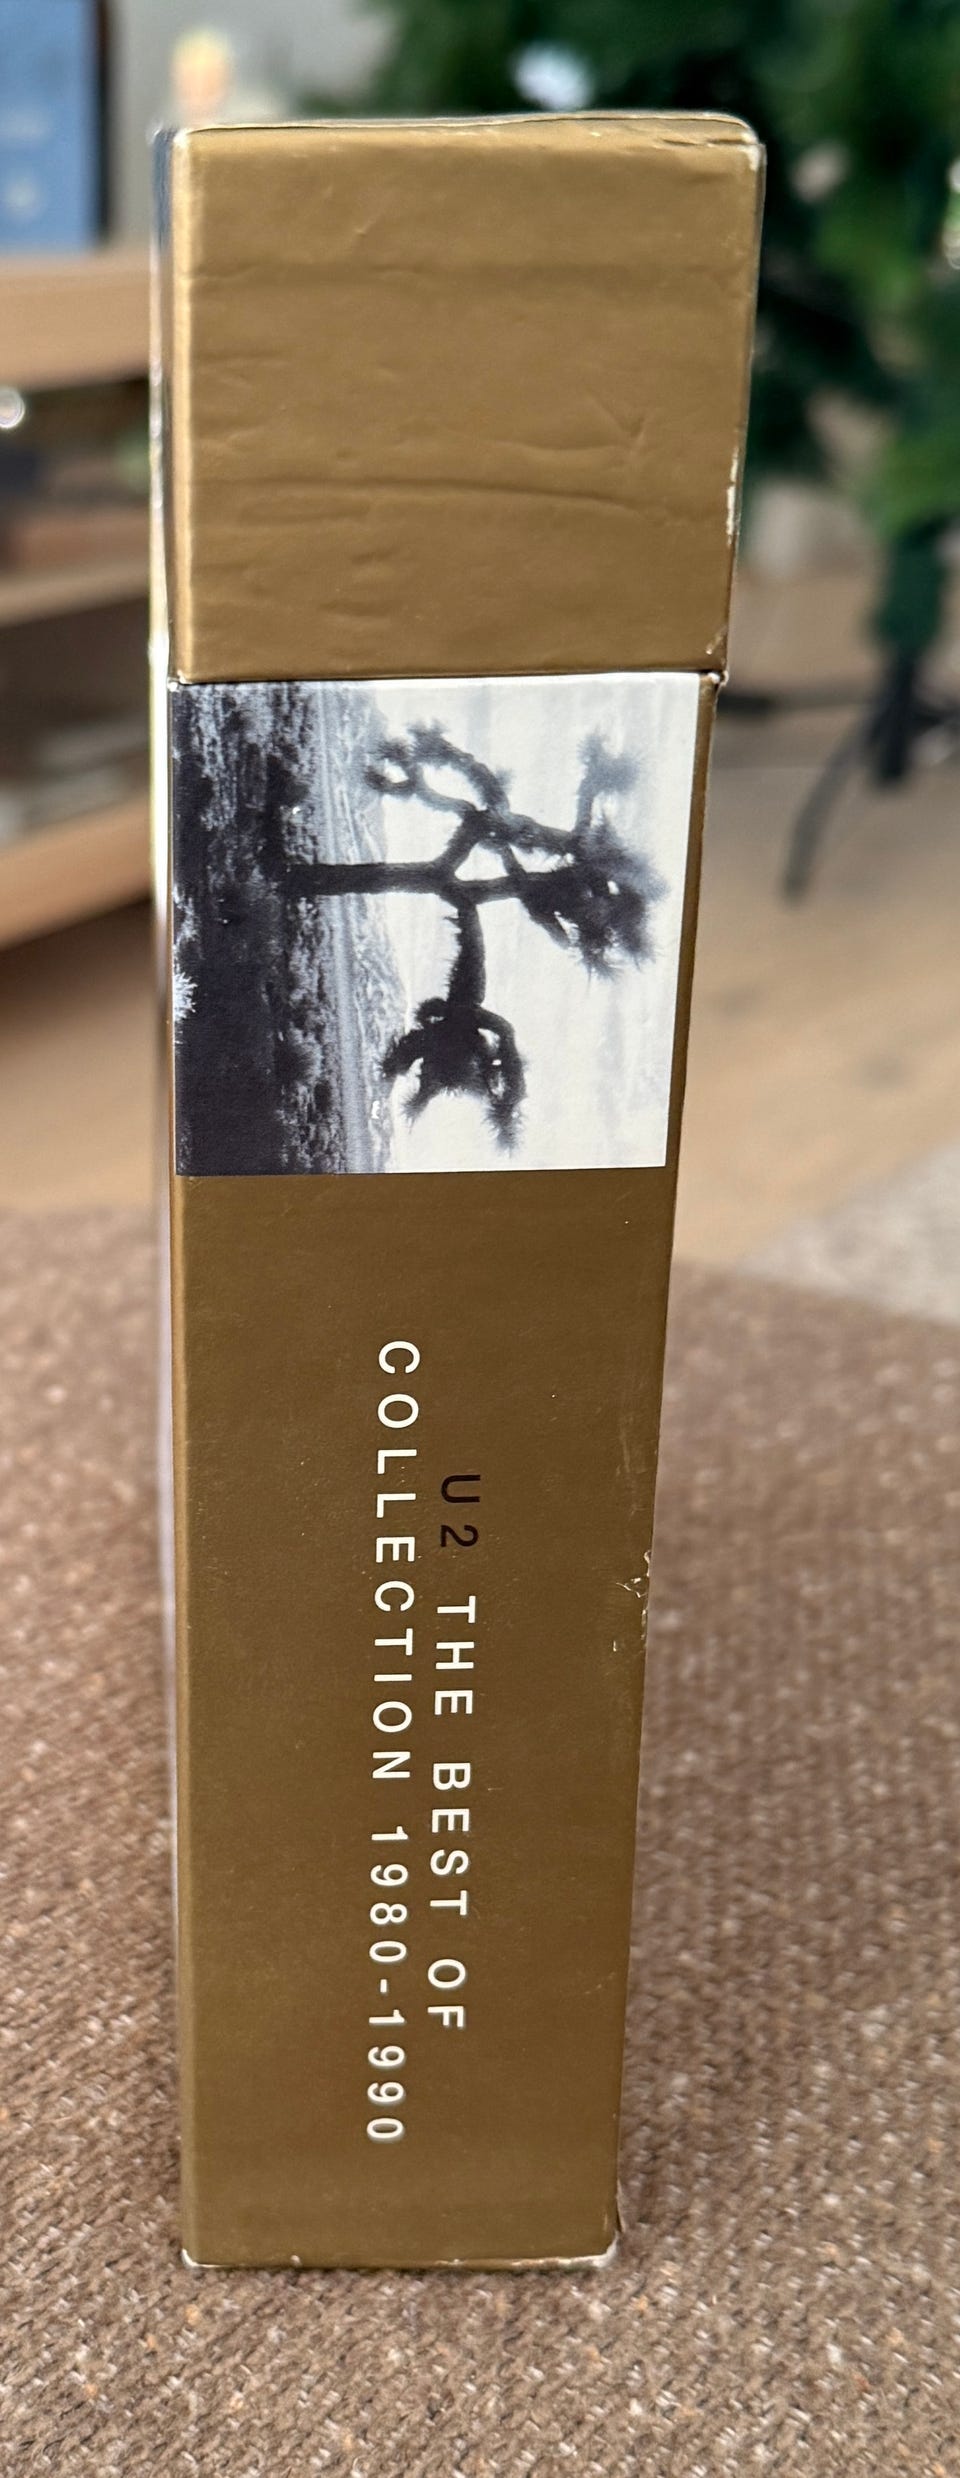 U2 THE BEST OF
COLLECTION 1980-1990